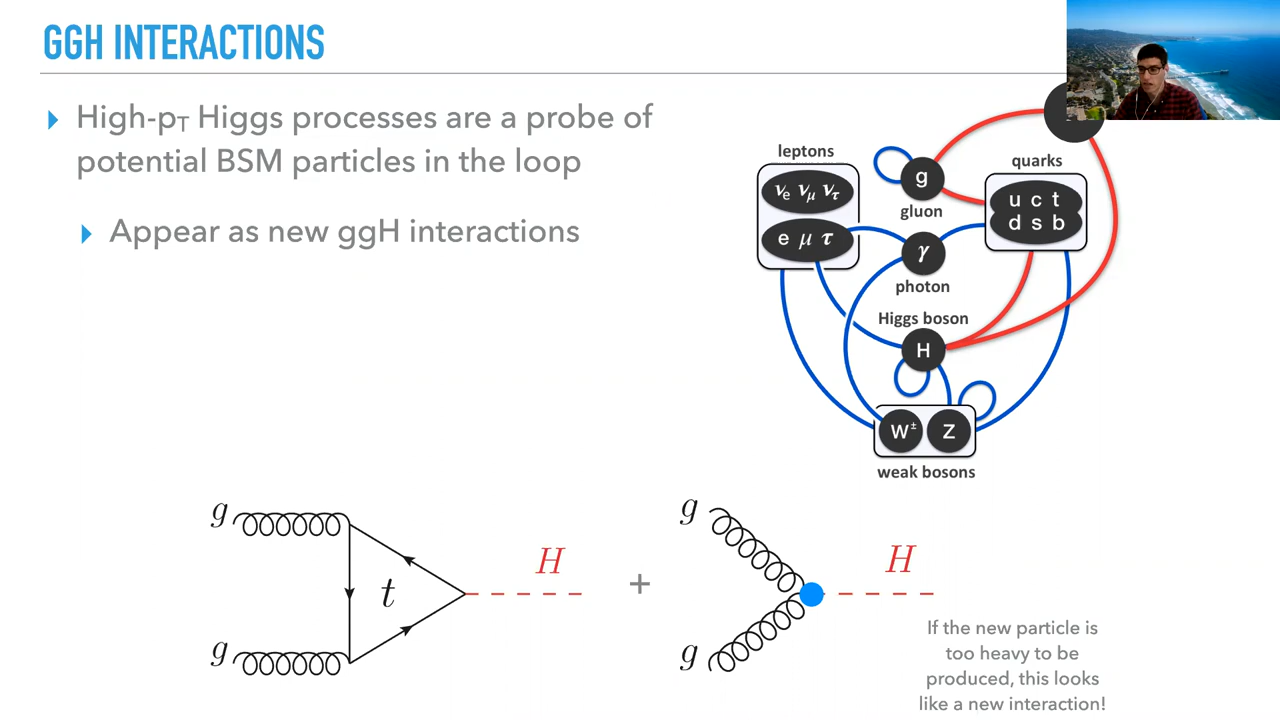 GGH INTERACTIONS
High-pT Higgs processes are a probe of
potential BSM particles in the loop
Appear as new ggH interactions
leptons
νe νμ ντ
e μ τ
g
gluon
γ
photon
quarks
u c t
d s b
Higgs boson
H
W± Z
weak bosons
g
g
t
H
+
g
g
H
If the new particle is
too heavy to be
produced, this looks
like a new interaction!